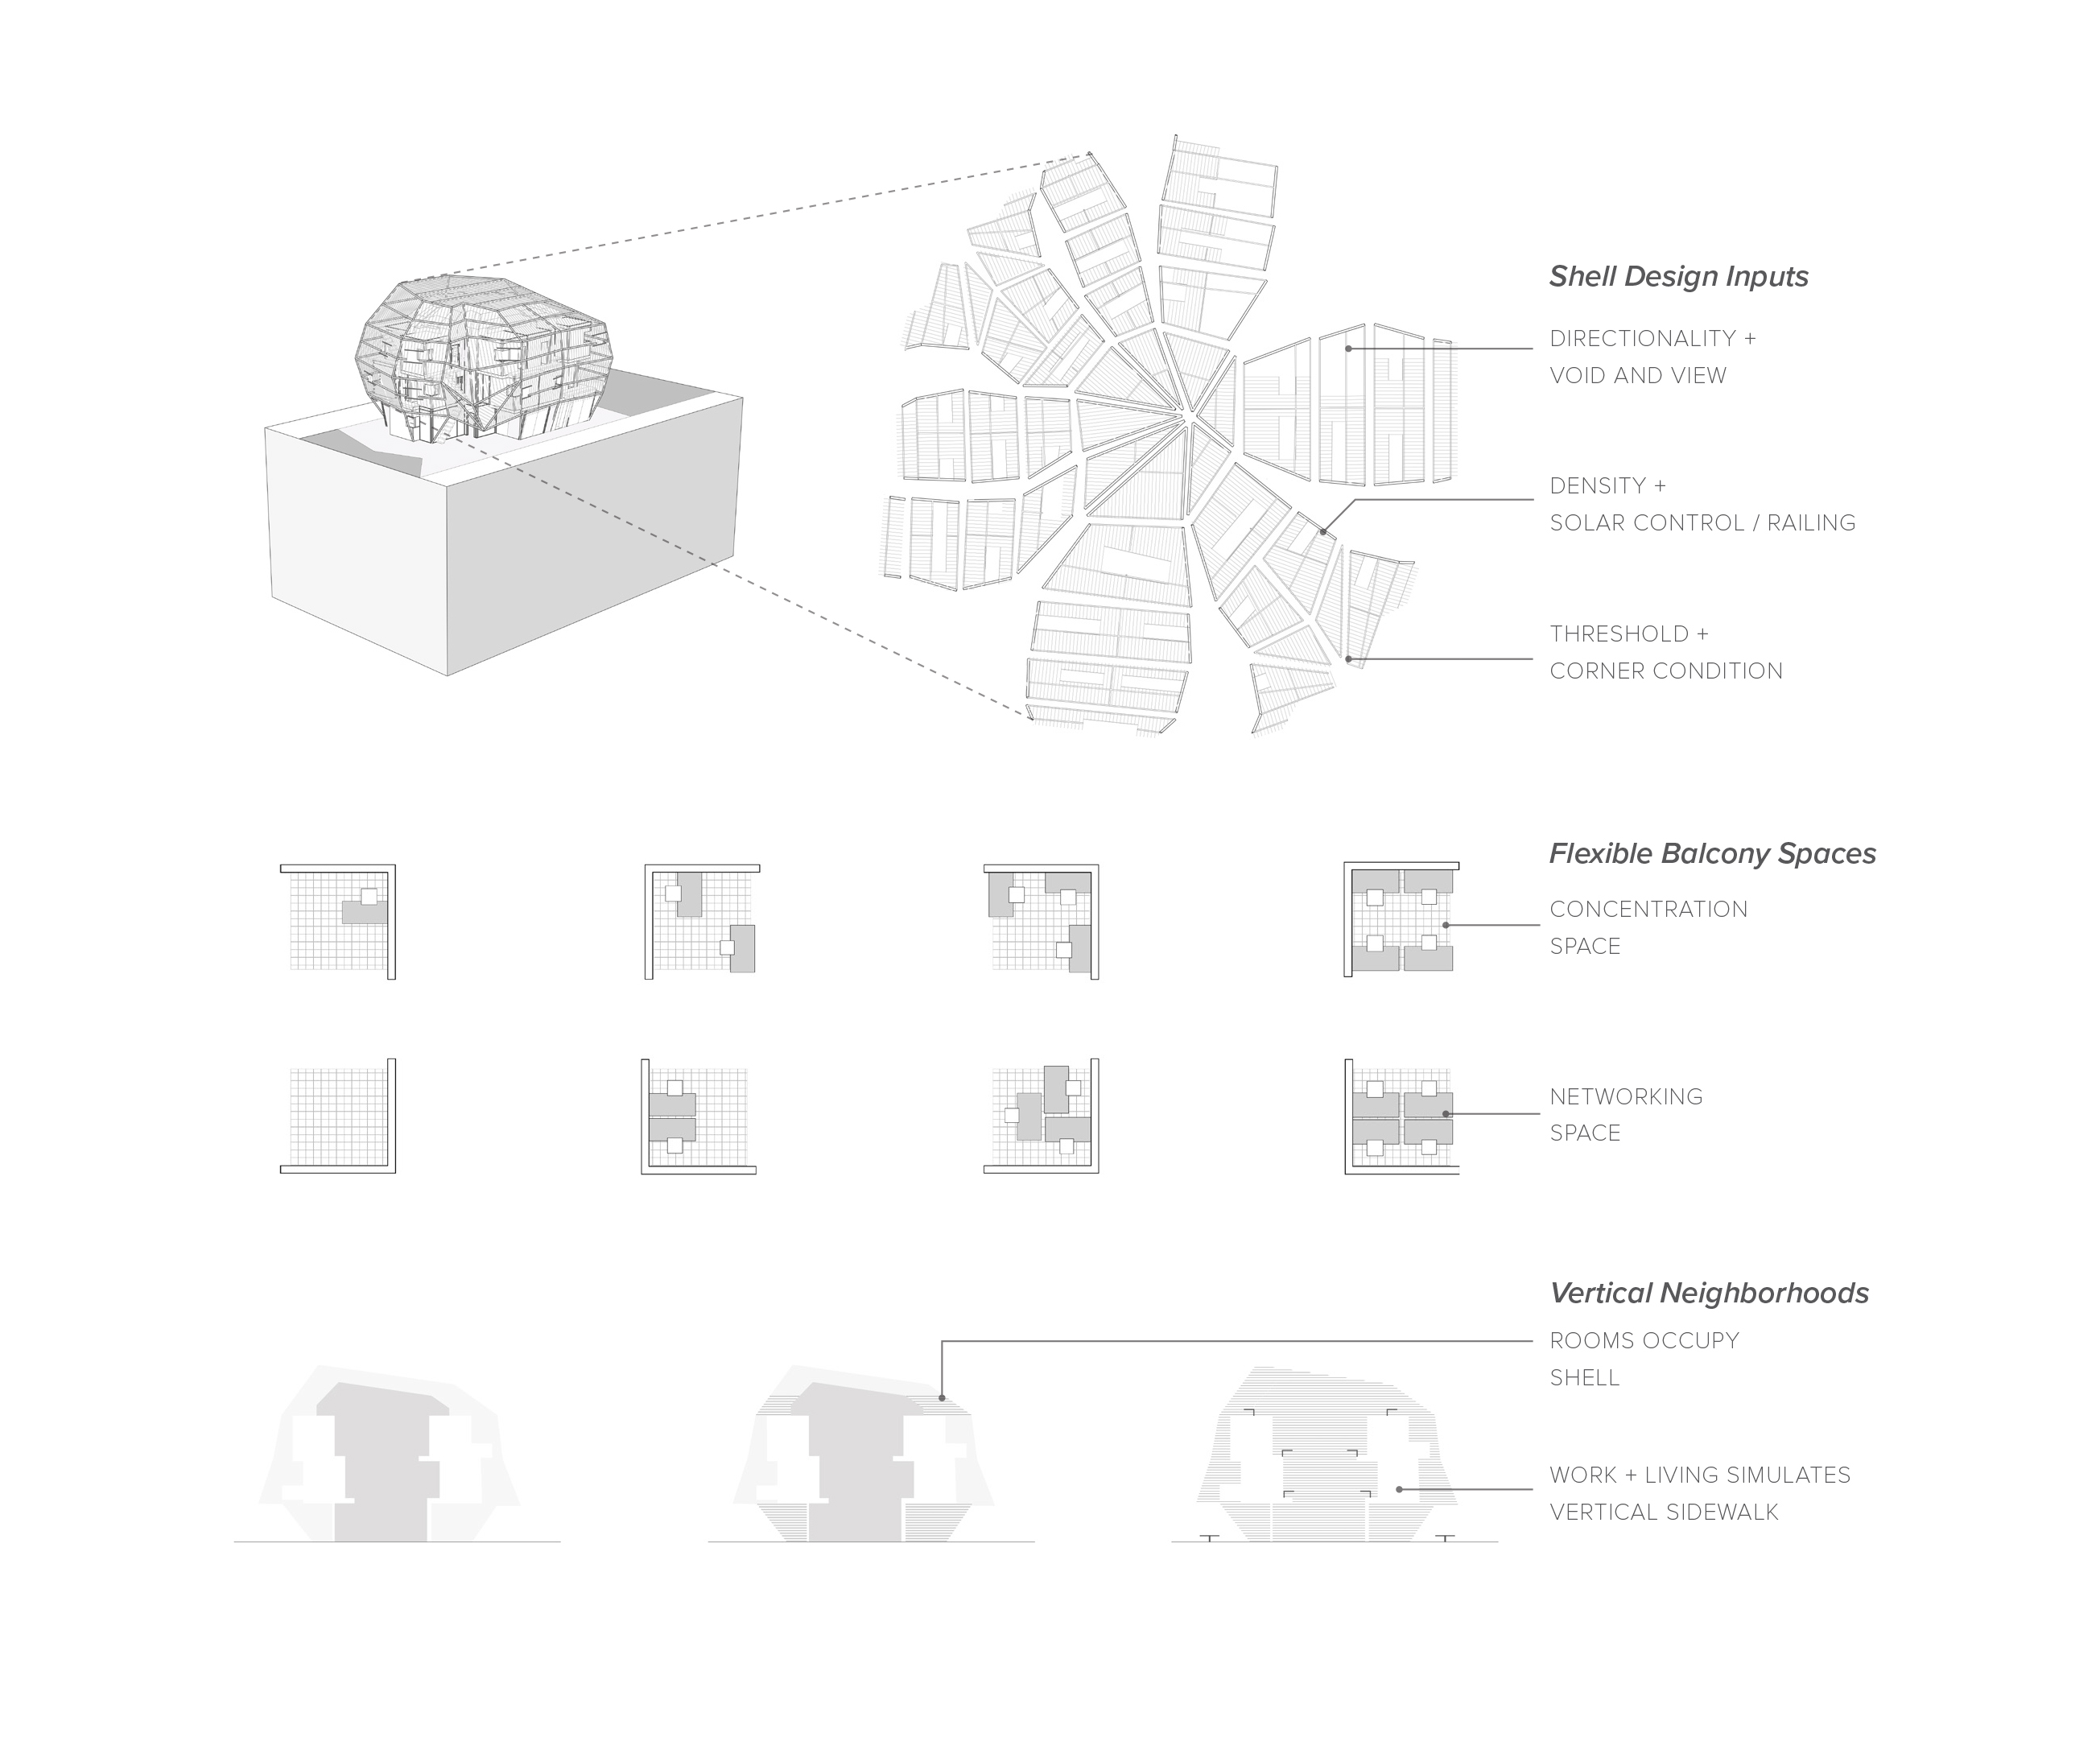 Shell Design Inputs
DIRECTIONALITY +
VOID AND VIEW
DENSITY +
SOLAR CONTROL / RAILING
THRESHOLD +
CORNER CONDITION
Flexible Balcony Spaces
CONCENTRATION
SPACE
NETWORKING
SPACE
Vertical Neighborhoods
ROOMS OCCUPY
SHELL
WORK + LIVING SIMULATES
VERTICAL SIDEWALK